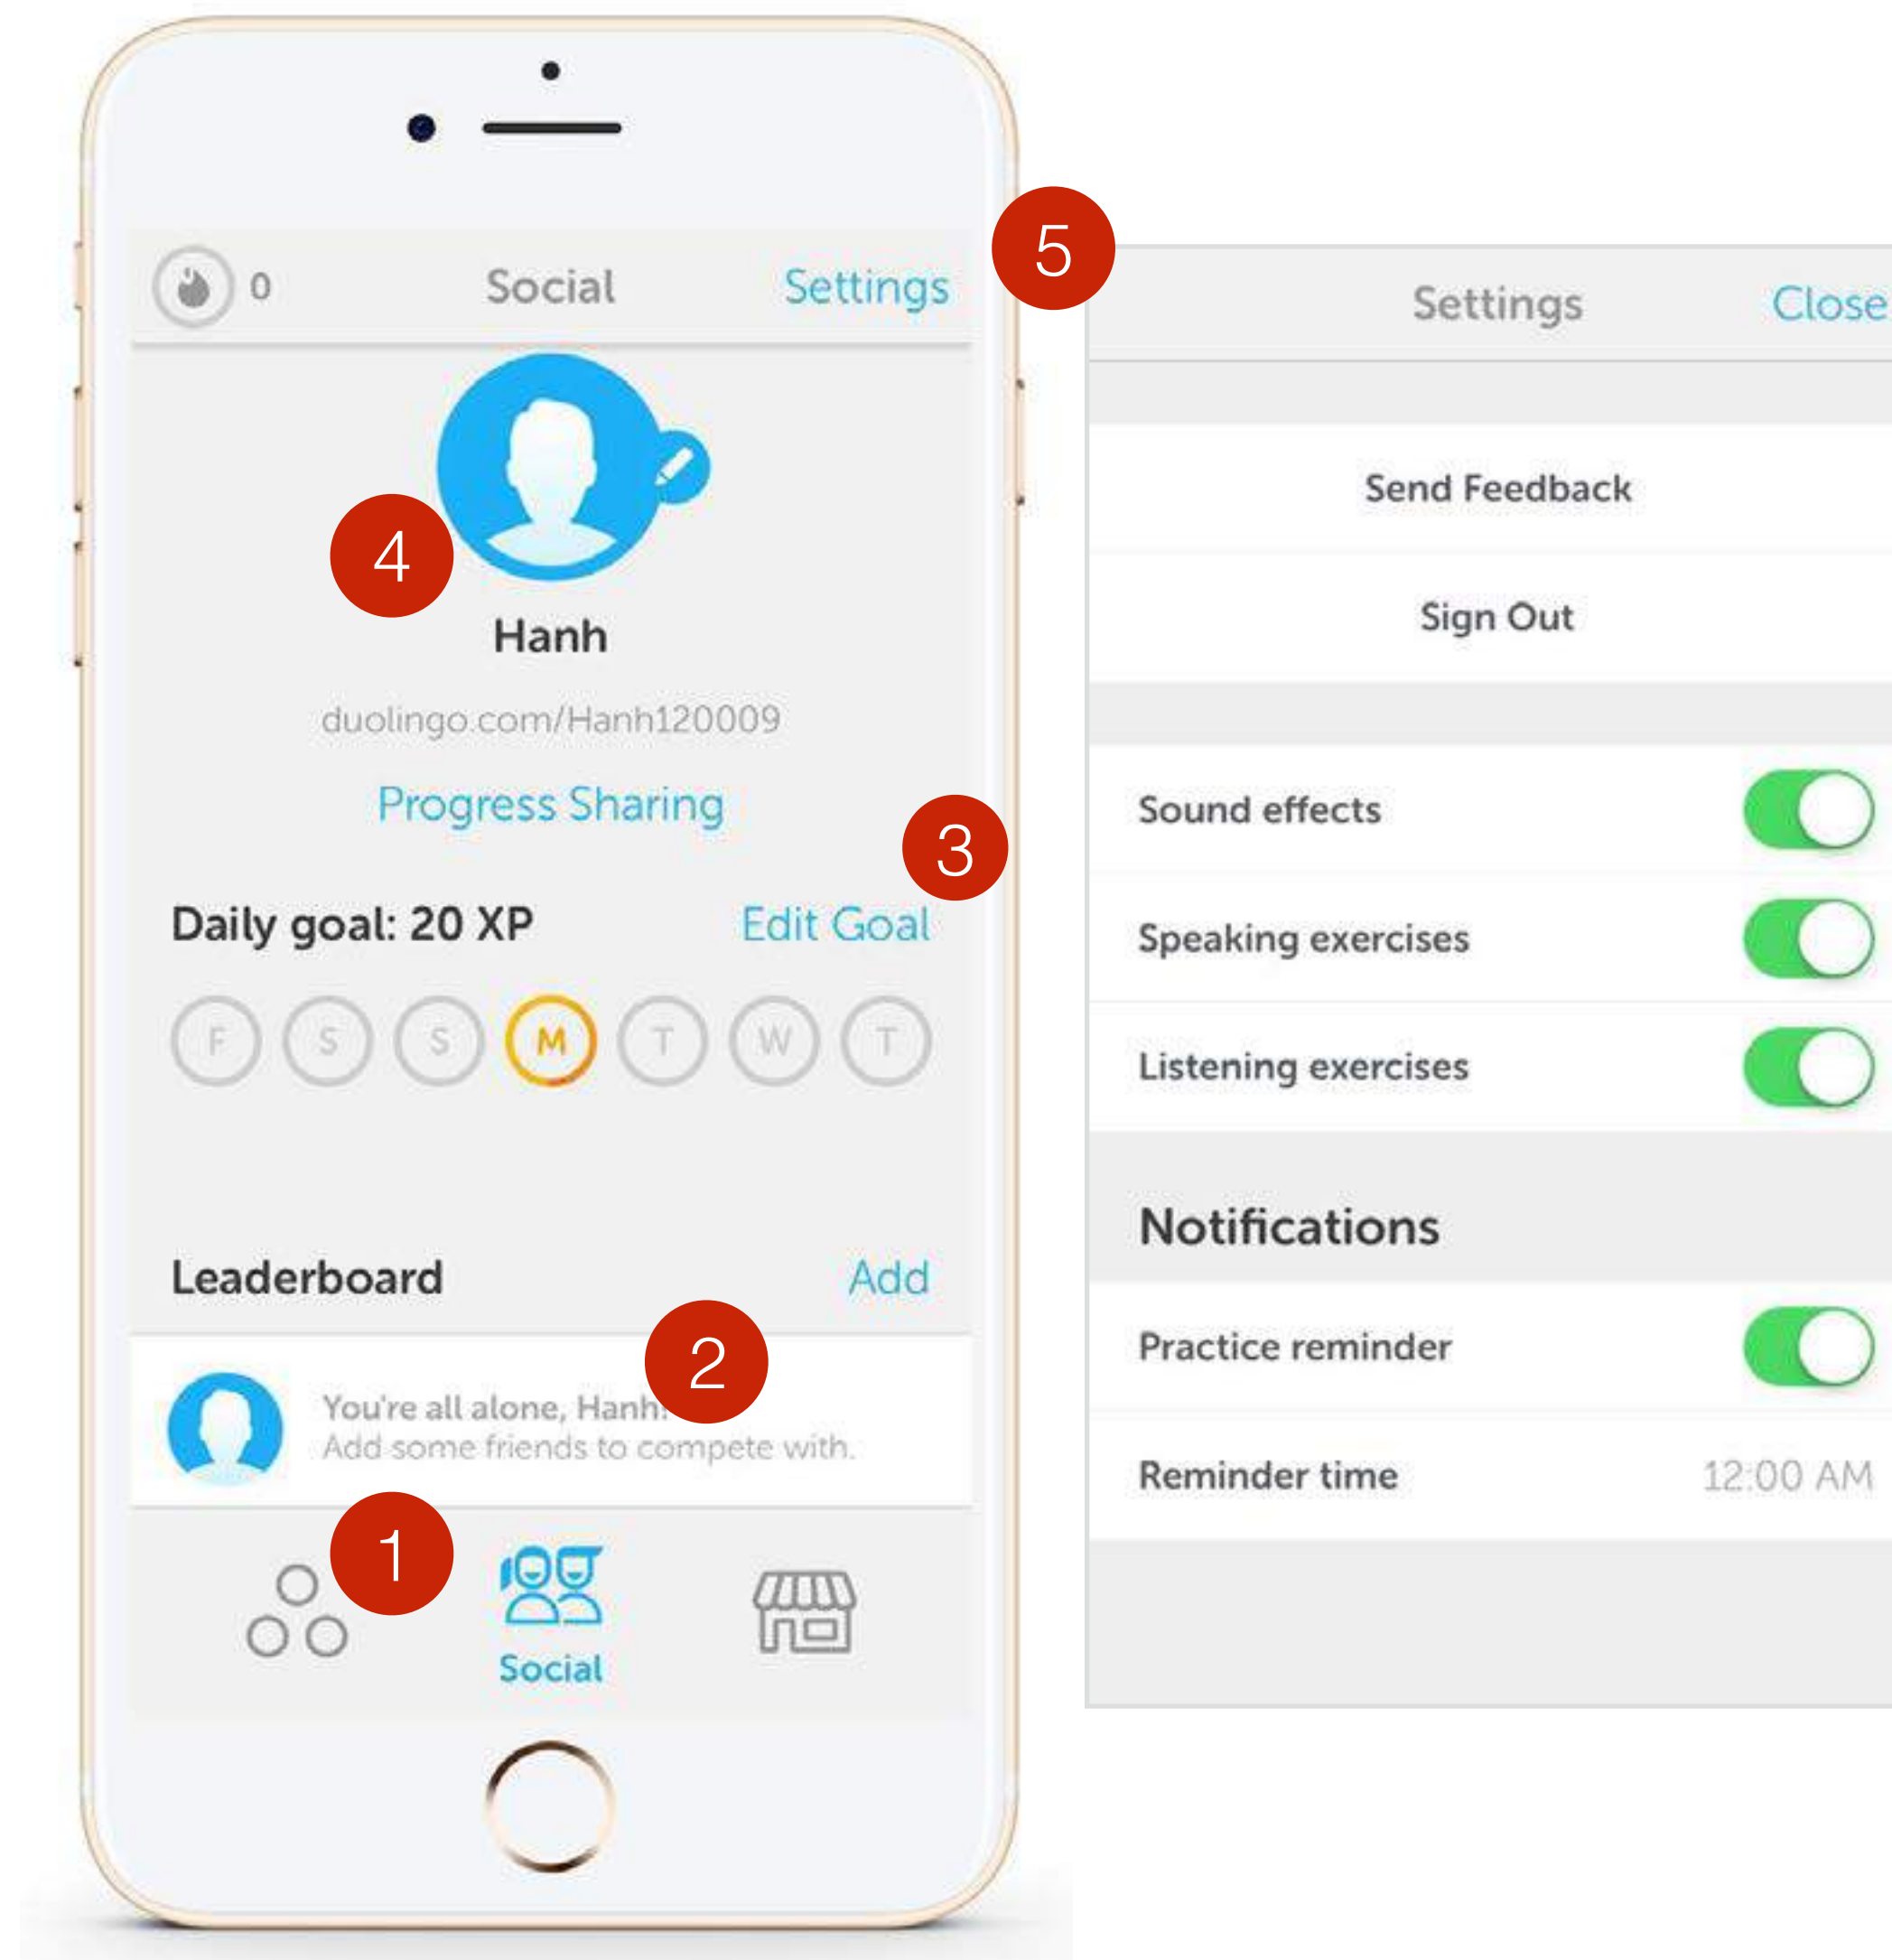 0 Social Settings
5
4
Hanh
duolingo.com/Hanh120009
Progress Sharing
3
Daily goal: 20 XP Edit Goal
F S S M T W T
Leaderboard Add
2
You're all alone, Hanh!
Add some friends to compete with.
1
Social
Settings Close
Send Feedback
Sign Out
Sound effects
Speaking exercises
Listening exercises
Notifications
Practice reminder
Reminder time 12:00 AM